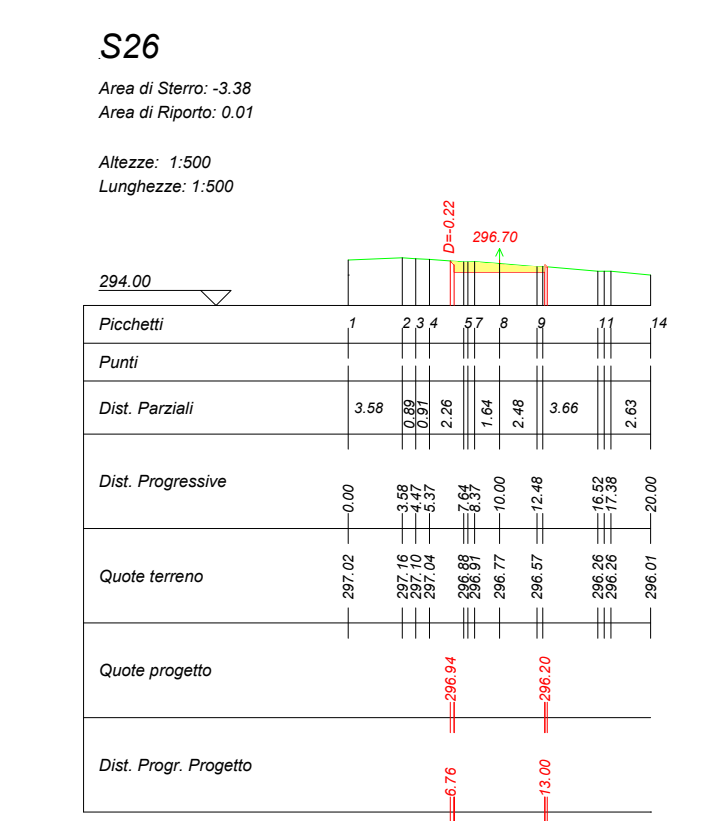 S26
Area di Sterro: -3.38
Area di Riporto: 0.01
Altezze: 1:500
Lunghezze: 1:500
D=-0.22
296.70
294.00
Picchetti 1 2 3 4 5 7 8 9 11 14
Punti
Dist. Parziali 3.58 0.89 0.91 2.26 1.64 2.48 3.66 2.63
Dist. Progressive 0.00 3.58 4.47 5.37 7.64 8.37 10.00 12.48 16.52 17.38 20.00
Quote terreno 297.02 297.16 297.10 297.04 296.88 296.91 296.77 296.57 296.26 296.26 296.01
Quote progetto 296.94 296.20
Dist. Progr. Progetto 6.76 13.00